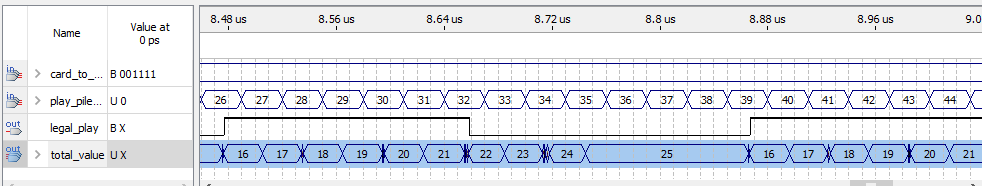 Name
Value at
0 ps
8.48 us 8.56 us 8.64 us 8.72 us 8.8 us 8.88 us 8.96 us 9.0
in card_to_... B 001111
in play_pile... U 0 26 27 28 29 30 31 32 33 34 35 36 37 38 39 40 41 42 43 44
out legal_play B X
out total_value U X 16 17 18 19 20 21 22 23 24 25 16 17 18 19 20 21